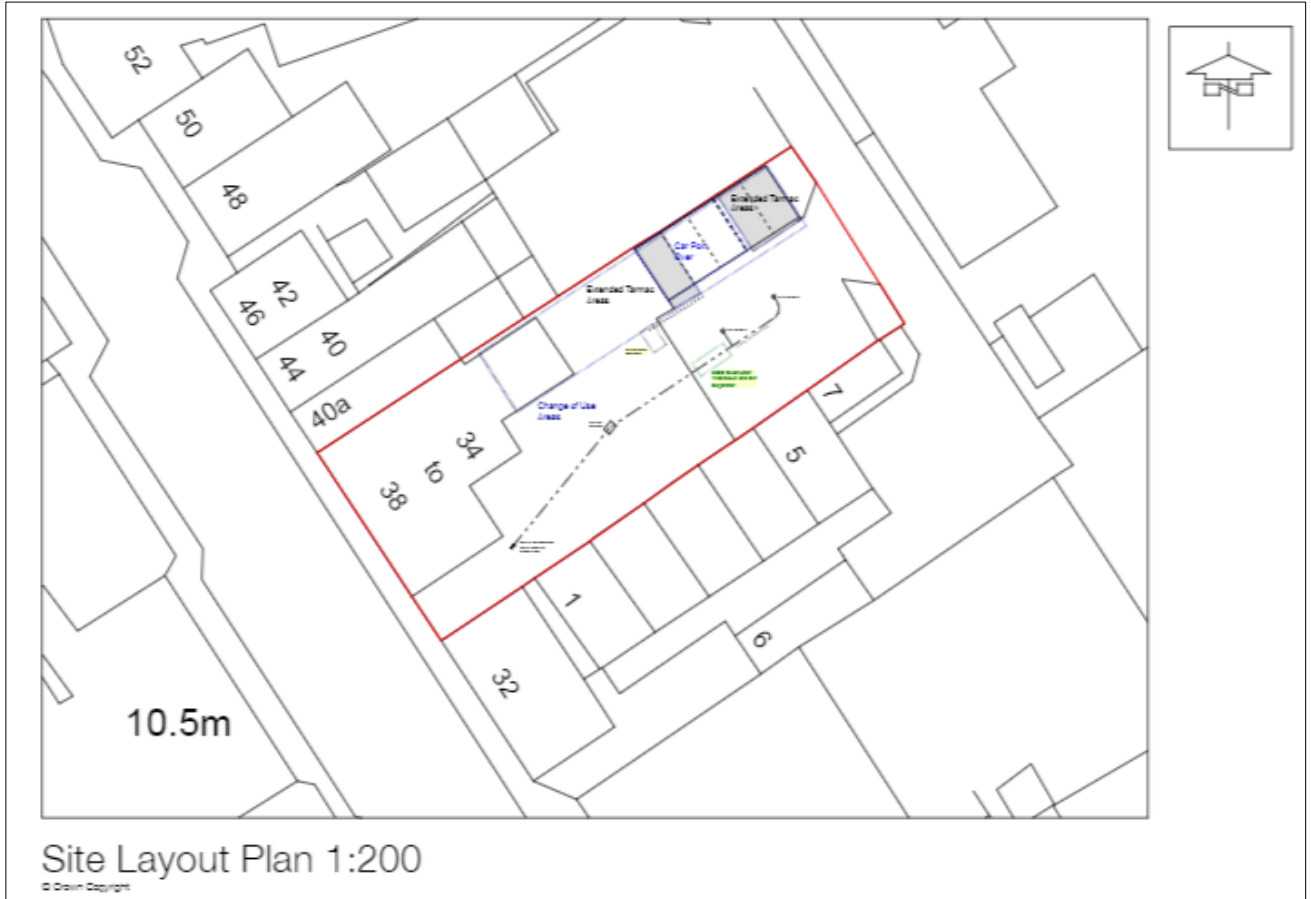 52
50
48
46
42
44
40
40a
38
to
34
Extended Tarmac
Areas
Car Port
Over
Extended Tarmac
Areas
Change of Use
Areas
7
5
1
6
32
10.5m
N
Site Layout Plan 1:200
© Crown Copyright